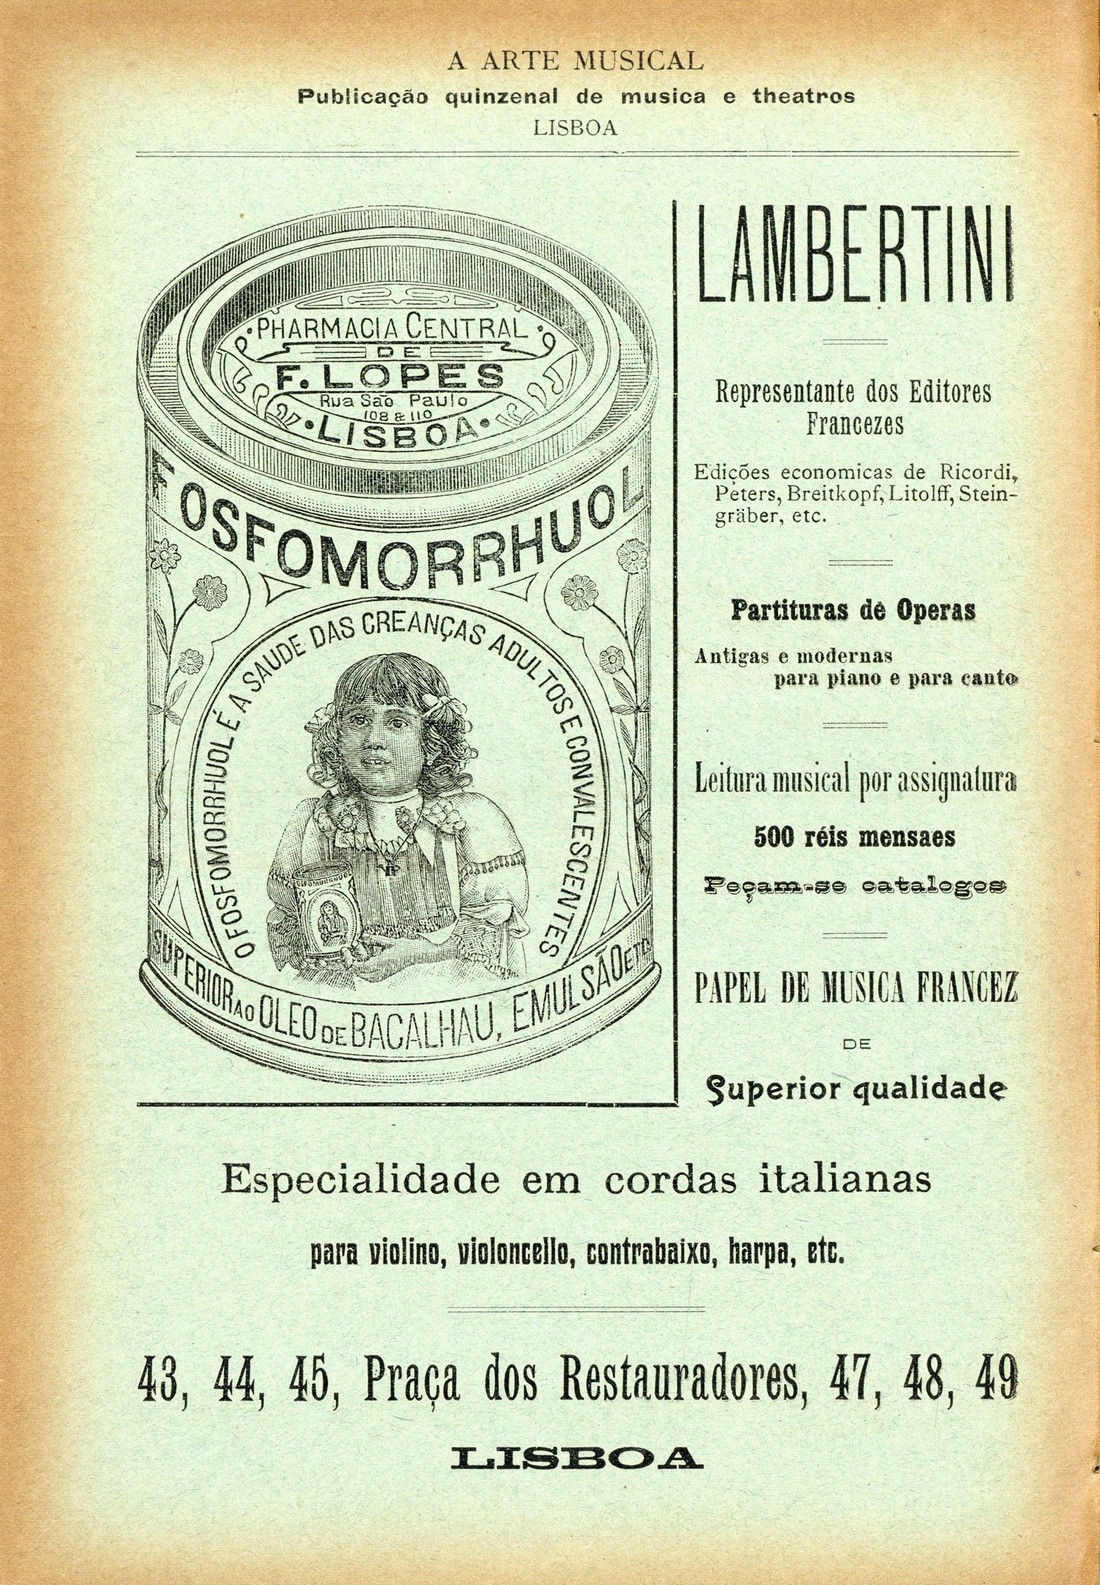 A ARTE MUSICAL
Publicação quinzenal de musica e theatros
LISBOA
PHARMACIA CENTRAL
DE
F. LOPES
Rua São Paulo
108 & 110
LISBOA
FOSFOMORRHUOL
O FOSFOMORRHUOL É A SAUDE DAS CREANÇAS ADULTOS E CONVALESCENTES
FOSFOMORRHUOL
SUPERIOR AO OLEO DE BACALHAU, EMULSÃO ETC
LAMBERTINI
Representante dos Editores
Francezes
Edições economicas de Ricordi,
Peters, Breitkopf, Litolff, Stein-
gräber, etc.
Partituras de Operas
Antigas e modernas
para piano e para canto
Leitura musical por assignatura
500 réis mensaes
Peçam-se catalogos
PAPEL DE MUSICA FRANCEZ
DE
Superior qualidade
Especialidade em cordas italianas
para violino, violoncello, contrabaixo, harpa, etc.
43, 44, 45, Praça dos Restauradores, 47, 48, 49
LISBOA